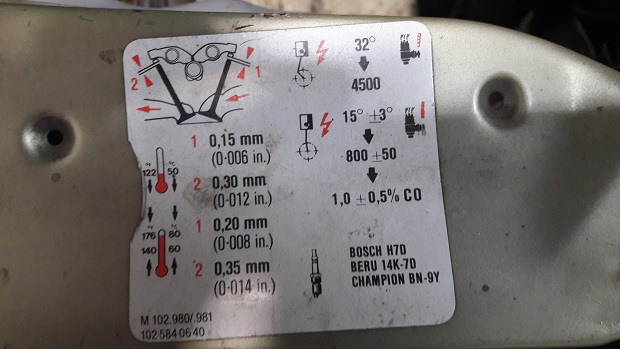 2 1
32°
4500
15° ±3°
800 ±50
1,0 ±0,5% CO
1 0,15 mm
(0·006 in.)
°F °C
122 50
2 0,30 mm
(0·012 in.)
1 0,20 mm
(0·008 in.)
176 80
140 60
2 0,35 mm
(0·014 in.)
BOSCH H7D
BERU 14K-7D
CHAMPION BN-9Y
M 102.980/.981
102 584 06 40